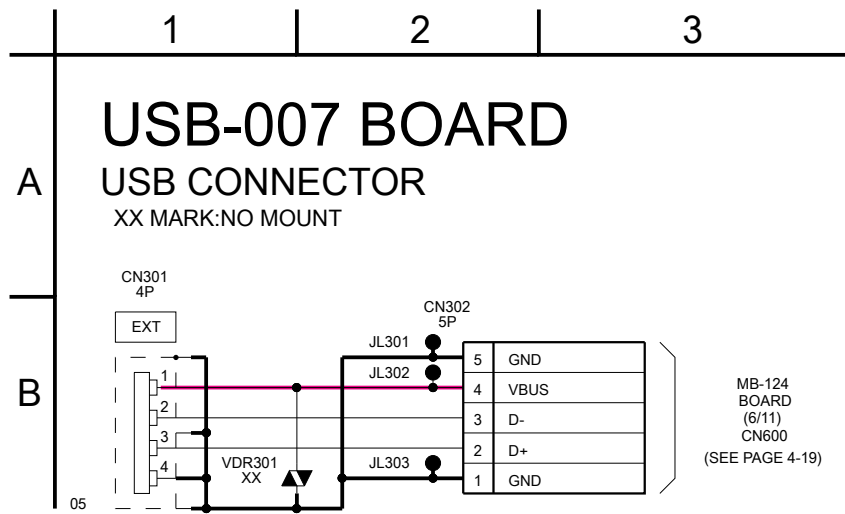 1 2 3
USB-007 BOARD
A
USB CONNECTOR
XX MARK:NO MOUNT
CN301
4P
EXT
CN302
5P
JL301
5 GND
B
1
JL302
4 VBUS
2
3 D-
3
2 D+
4
VDR301
XX
JL303
1 GND
MB-124
BOARD
(6/11)
CN600
(SEE PAGE 4-19)
05